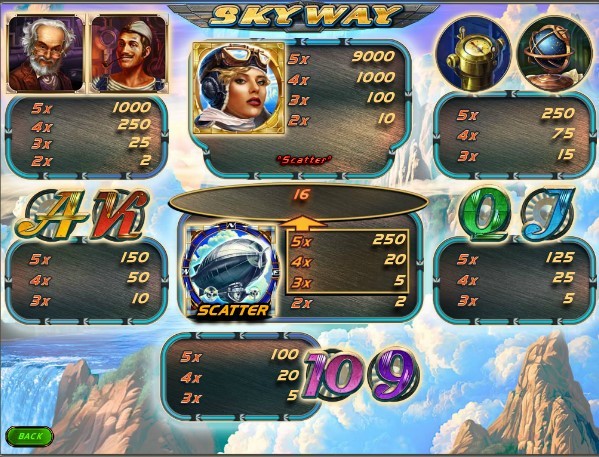 SKYWAY
5x 1000
4x 250
3x 25
2x 2
5x 9000
4x 1000
3x 100
2x 10
"Scatter"
5x 250
4x 75
3x 15
A K
5x 150
4x 50
3x 10
16
N
W E
SCATTER
5x 250
4x 20
3x 5
2x 2
Q J
5x 125
4x 25
3x 5
5x 100
4x 20
3x 5
10 9
BACK